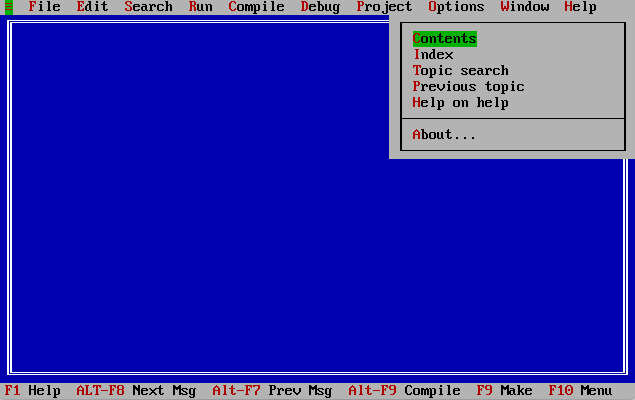 ≡ File Edit Search Run Compile Debug Project Options Window Help
Contents
Index
Topic search
Previous topic
Help on help
About...
F1 Help ALT-F8 Next Msg Alt-F7 Prev Msg Alt-F9 Compile F9 Make F10 Menu